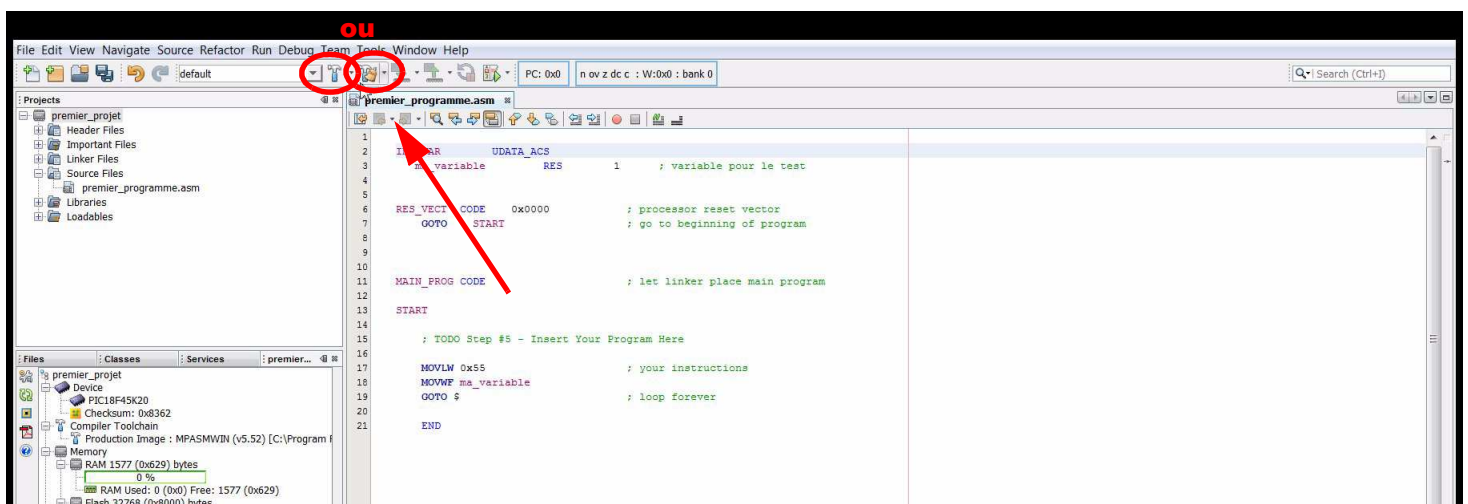 ou
File Edit View Navigate Source Refactor Run Debug Team Tools Window Help
default
PC: 0x0
n ov z dc c : W:0x0 : bank 0
Search (Ctrl+I)
Projects
premier_projet
Header Files
Important Files
Linker Files
Source Files
premier_programme.asm
Libraries
Loadables
premier_programme.asm
1
2 UDATA_ACS
3 ma_variable RES 1 ; variable pour le test
4
5
6 RES_VECT CODE 0x0000 ; processor reset vector
7 GOTO START ; go to beginning of program
8
9
10
11 MAIN_PROG CODE ; let linker place main program
12
13 START
14
15 ; TODO Step #5 - Insert Your Program Here
16
17 MOVLW 0x55 ; your instructions
18 MOVWF ma_variable
19 GOTO $ ; loop forever
20
21 END
Files Classes Services premier...
premier_projet
Device
PIC18F45K20
Checksum: 0x8362
Compiler Toolchain
Production Image : MPASMWIN (v5.52) [C:\Program F
Memory
RAM 1577 (0x629) bytes
0 %
RAM Used: 0 (0x0) Free: 1577 (0x629)
Flash 32768 (0x8000) bytes